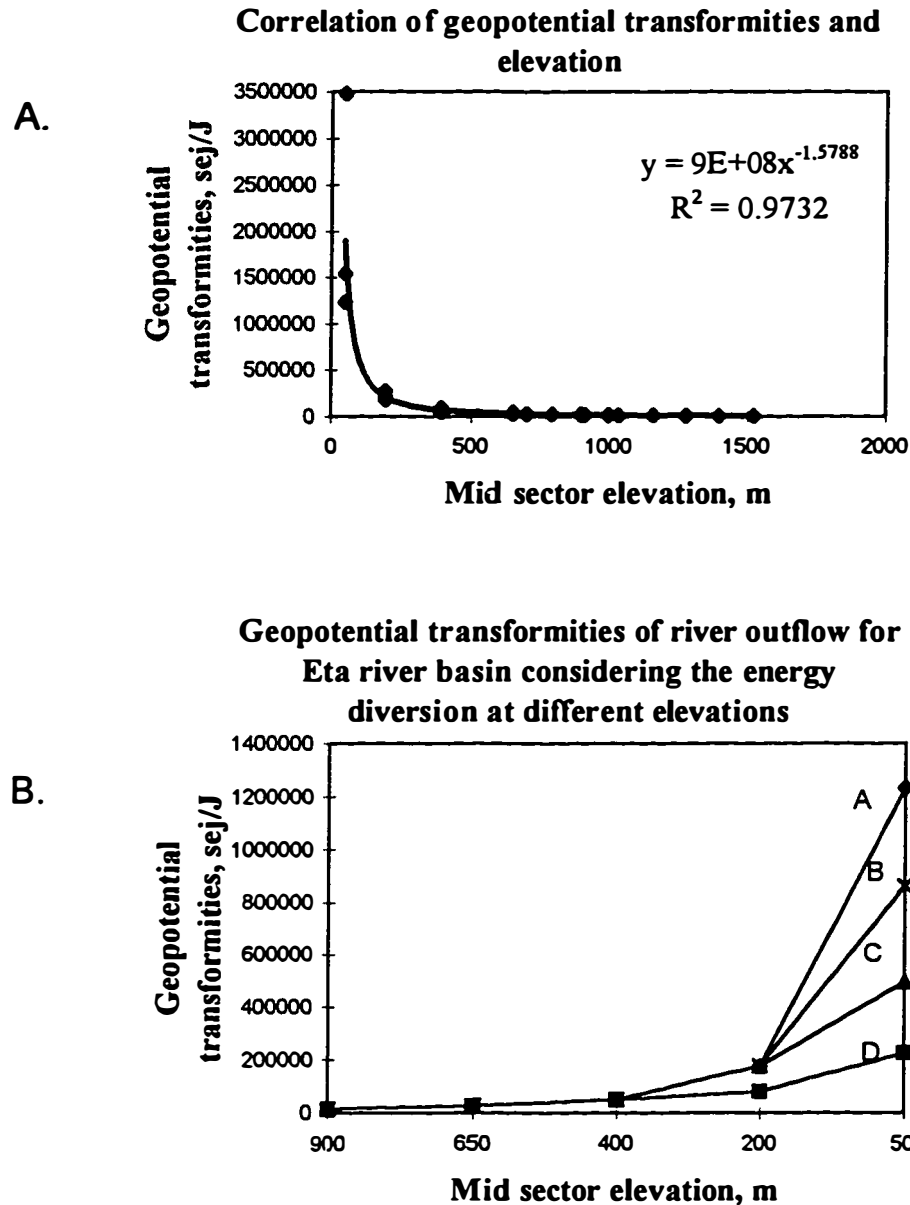 Correlation of geopotential transformities and
elevation
A.
Geopotential
transformities, sej/J
3500000
3000000
2500000
2000000
1500000
1000000
500000
0
y = 9E+08x^-1.5788
R^2 = 0.9732
0 500 1000 1500 2000
Mid sector elevation, m
Geopotential transformities of river outflow for
Eta river basin considering the energy
diversion at different elevations
B.
Geopotential
transformities, sej/J
1400000
1200000
1000000
800000
600000
400000
200000
0
A
B
C
D
900 650 400 200 50
Mid sector elevation, m